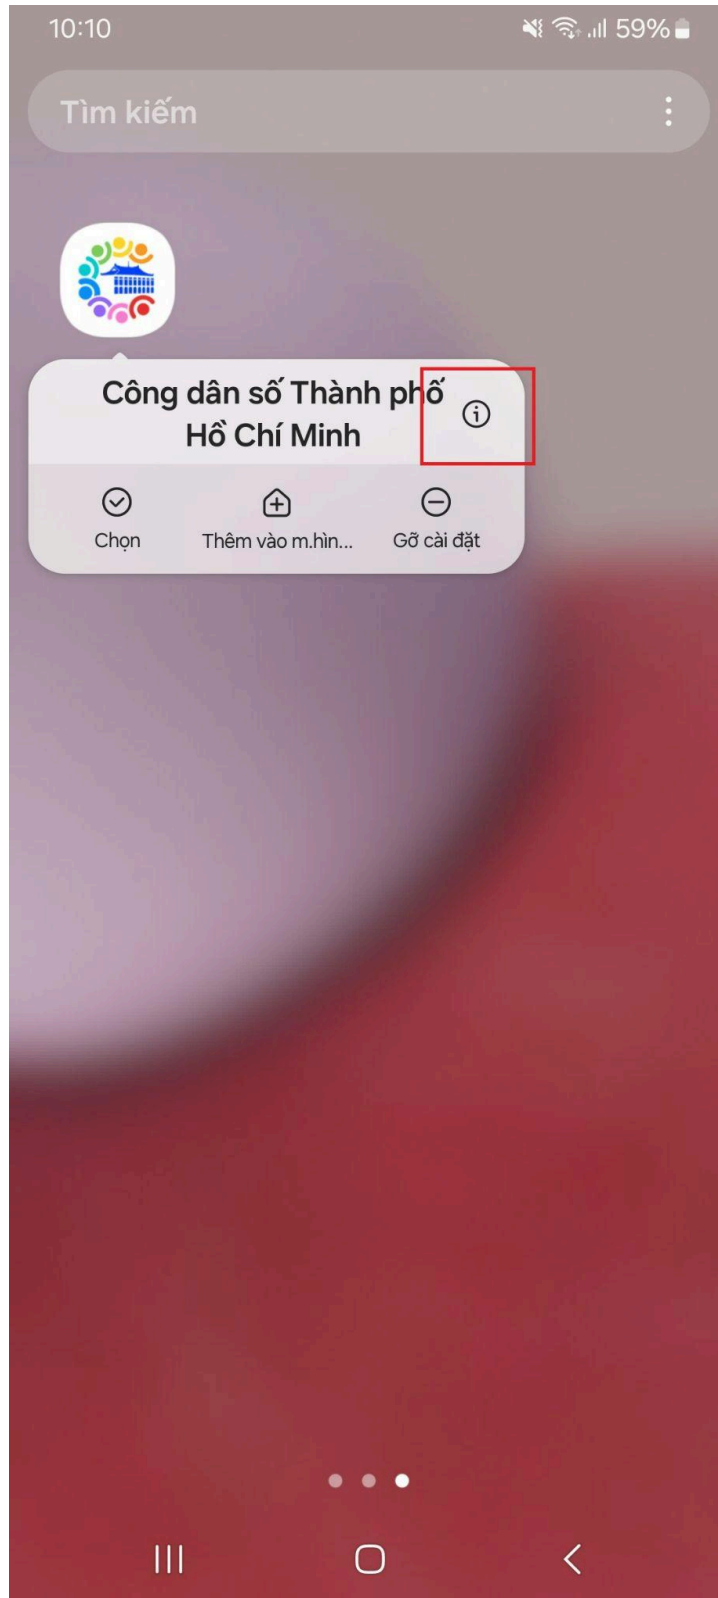 10:10 59%
Tìm kiếm
Công dân số Thành phố
Hồ Chí Minh
Chọn Thêm vào m.hìn... Gỡ cài đặt